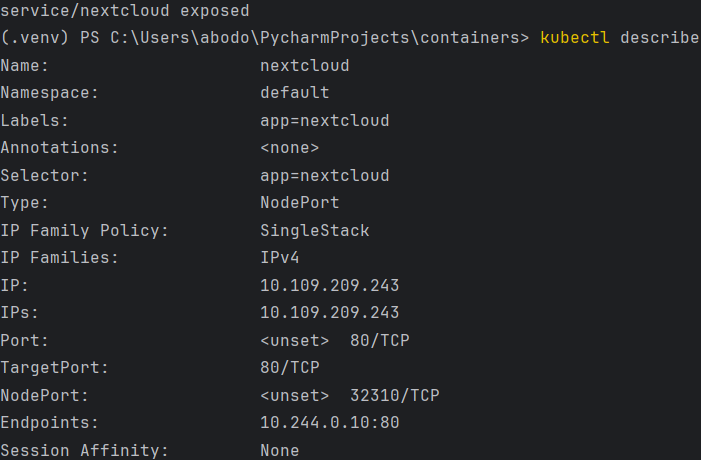 service/nextcloud exposed
(.venv) PS C:\Users\abodo\PycharmProjects\containers> kubectl describe
Name:                     nextcloud
Namespace:                default
Labels:                   app=nextcloud
Annotations:              <none>
Selector:                 app=nextcloud
Type:                     NodePort
IP Family Policy:         SingleStack
IP Families:              IPv4
IP:                       10.109.209.243
IPs:                      10.109.209.243
Port:                     <unset>  80/TCP
TargetPort:               80/TCP
NodePort:                 <unset>  32310/TCP
Endpoints:                10.244.0.10:80
Session Affinity:         None